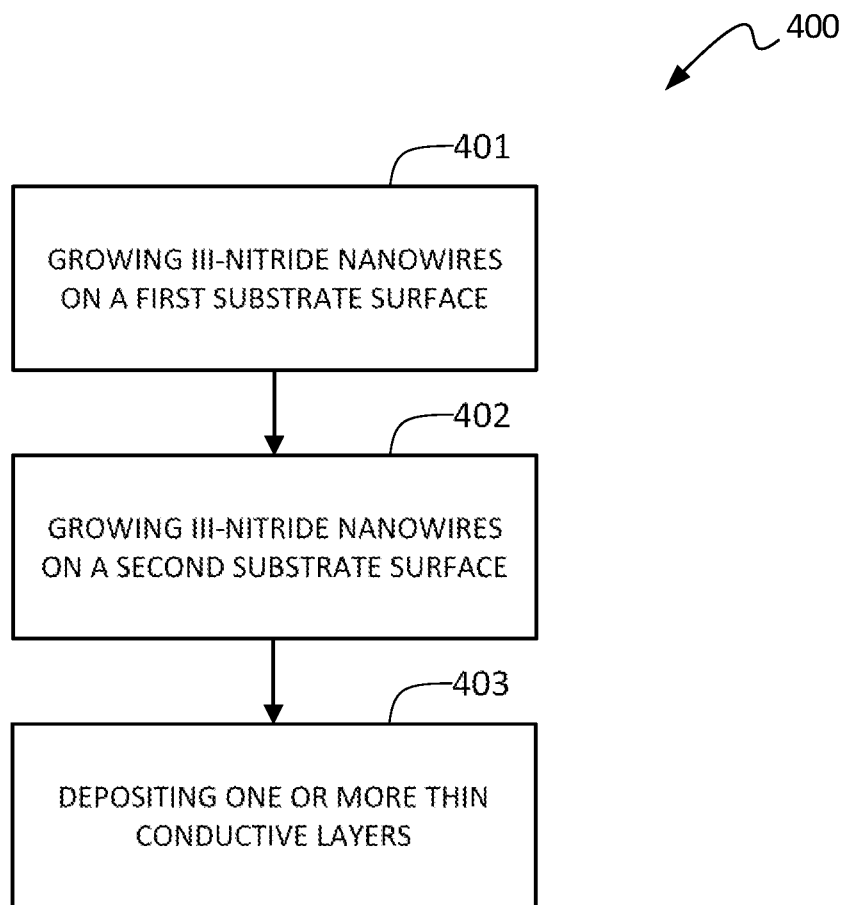 400
401
GROWING III-NITRIDE NANOWIRES
ON A FIRST SUBSTRATE SURFACE
402
GROWING III-NITRIDE NANOWIRES
ON A SECOND SUBSTRATE SURFACE
403
DEPOSITING ONE OR MORE THIN
CONDUCTIVE LAYERS